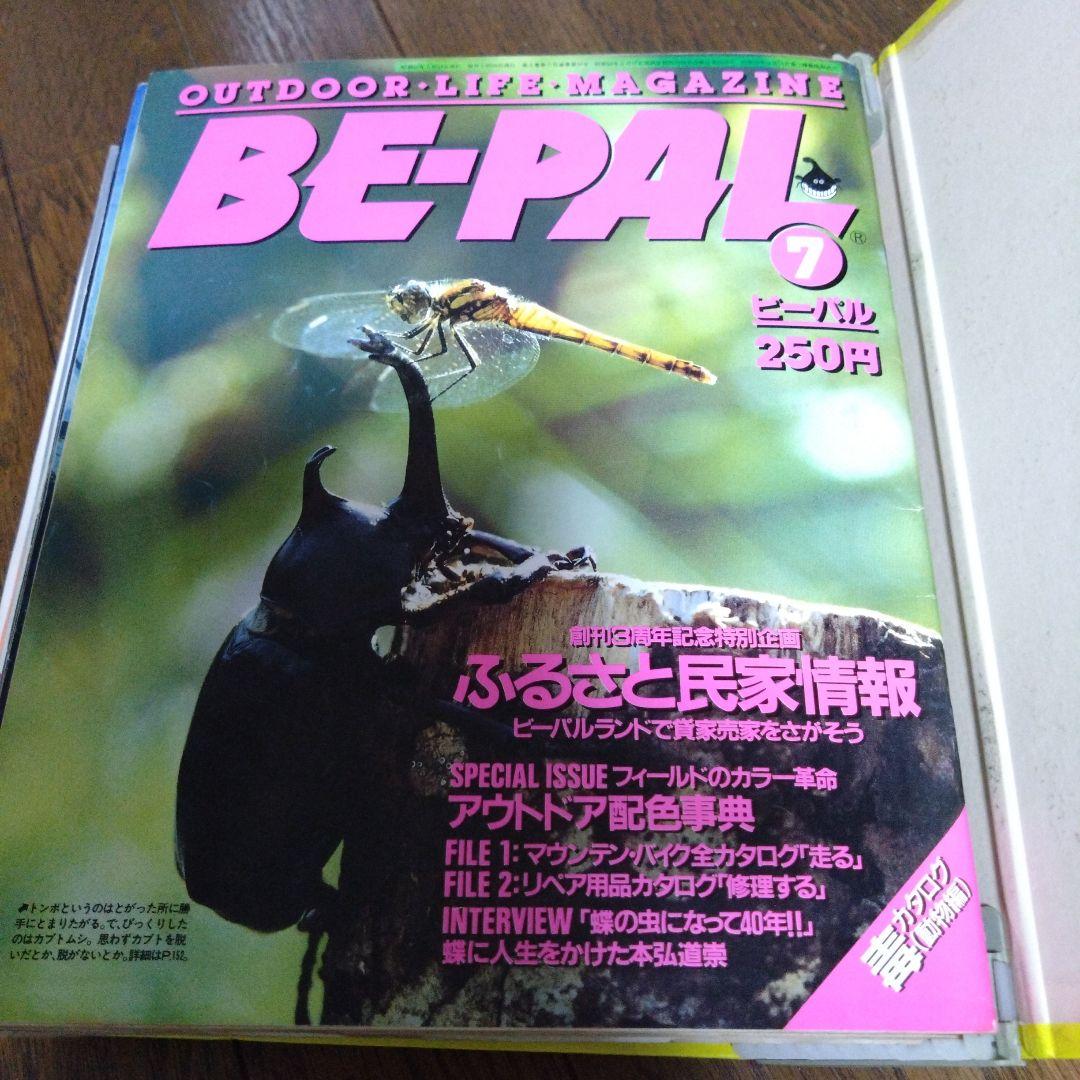 OUTDOOR・LIFE・MAGAZINE
BE-PAL
®
7
ビーパル
250円
創刊3周年記念特別企画
ふるさと民家情報
ビーパルランドで貸家売家をさがそう
SPECIAL ISSUE フィールドのカラー革命
アウトドア配色事典
FILE 1:マウンテン・バイク全カタログ「走る」
FILE 2:リペア用品カタログ「修理する」
INTERVIEW 「蝶の虫になって40年!!」
蝶に人生をかけた本弘道崇
毒カタログ
(動物編)
トンボというのはとがった所に勝
手にとまりたがる。で、びっくりした
のはカブトムシ。思わずカブトを脱
いだとか、脱がないとか。詳細はP.152。